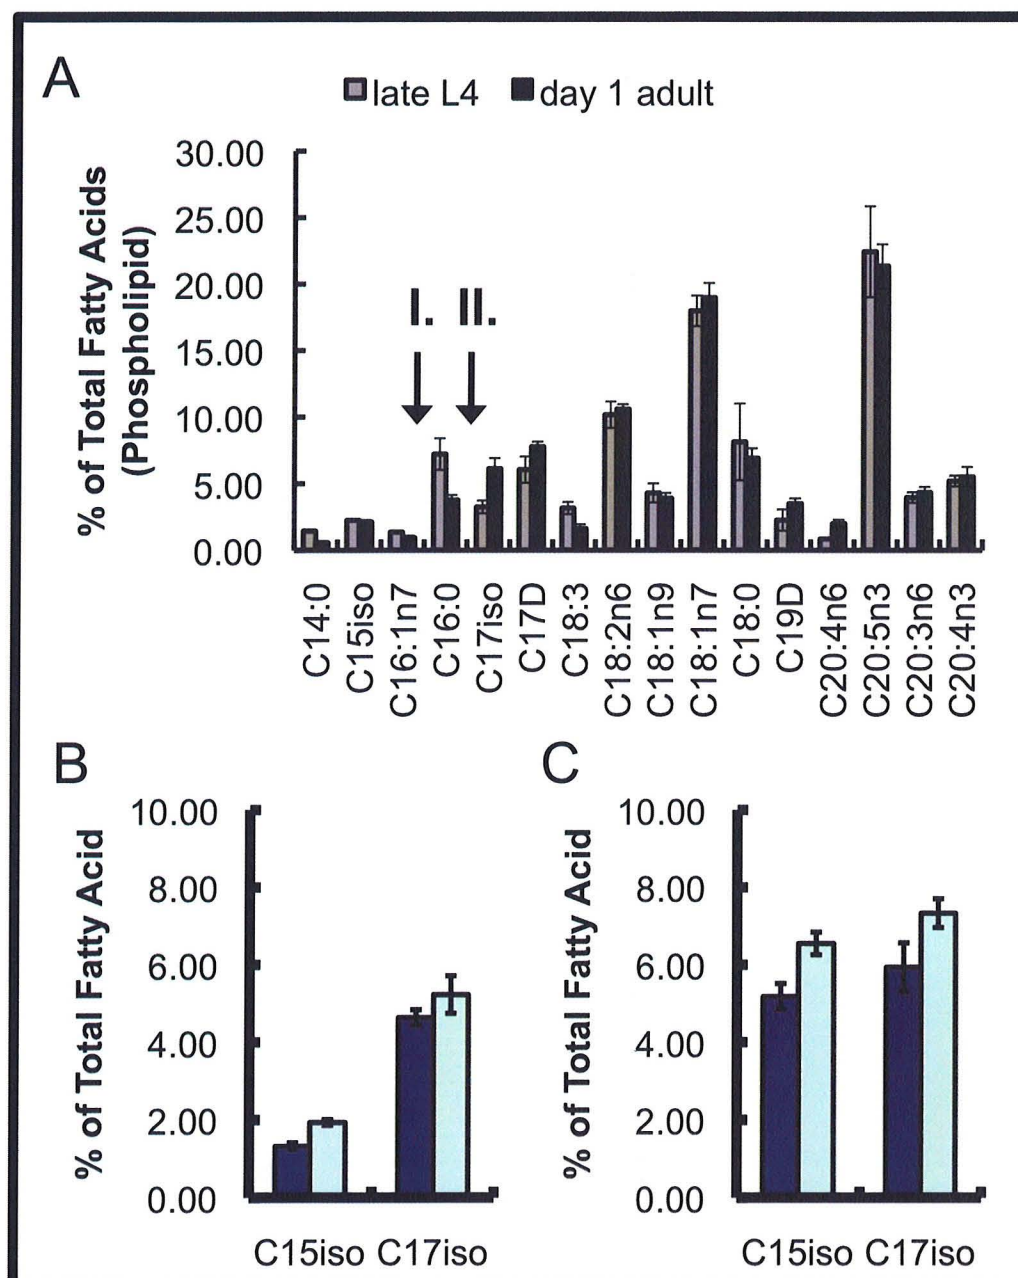 A
late L4 day 1 adult
% of Total Fatty Acids
(Phospholipid)
30.00
25.00
20.00
15.00
10.00
5.00
0.00
I. II.
C14:0
C15iso
C16:1n7
C16:0
C17iso
C17D
C18:3
C18:2n6
C18:1n9
C18:1n7
C18:0
C19D
C20:4n6
C20:5n3
C20:3n6
C20:4n3
B
% of Total Fatty Acid
10.00
8.00
6.00
4.00
2.00
0.00
C15iso C17iso
C
% of Total Fatty Acid
10.00
8.00
6.00
4.00
2.00
0.00
C15iso C17iso